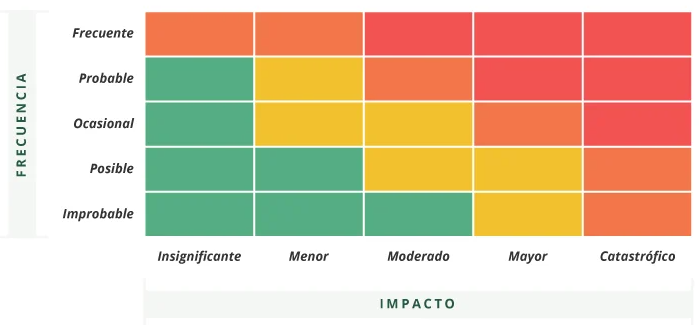 Frecuente
Probable
FRECUENCIA
Ocasional
Posible
Improbable
Insignificante Menor Moderado Mayor Catastrófico
IMPACTO